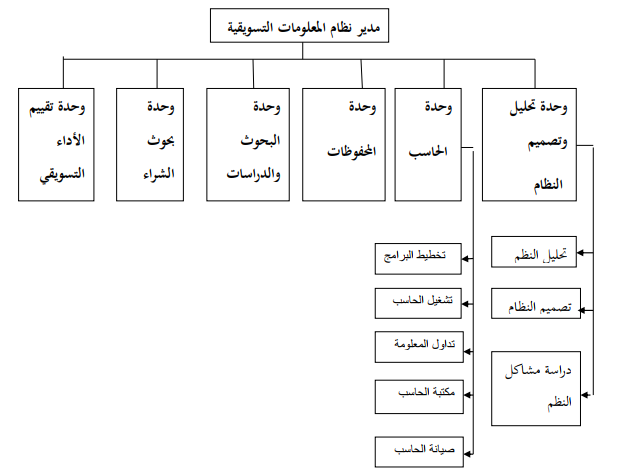 مدير نظام المعلومات التسويقية
وحدة تحليل
وتصميم
النظام
وحدة
الحاسب
وحدة
المحفوظات
وحدة
البحوث
والدراسات
وحدة
بحوث
الشراء
وحدة تقييم
الأداء
التسويقي
تحليل النظم
تصميم النظام
دراسة مشاكل
النظم
تخطيط البرامج
تشغيل الحاسب
تداول المعلومة
مكتبة الحاسب
صيانة الحاسب